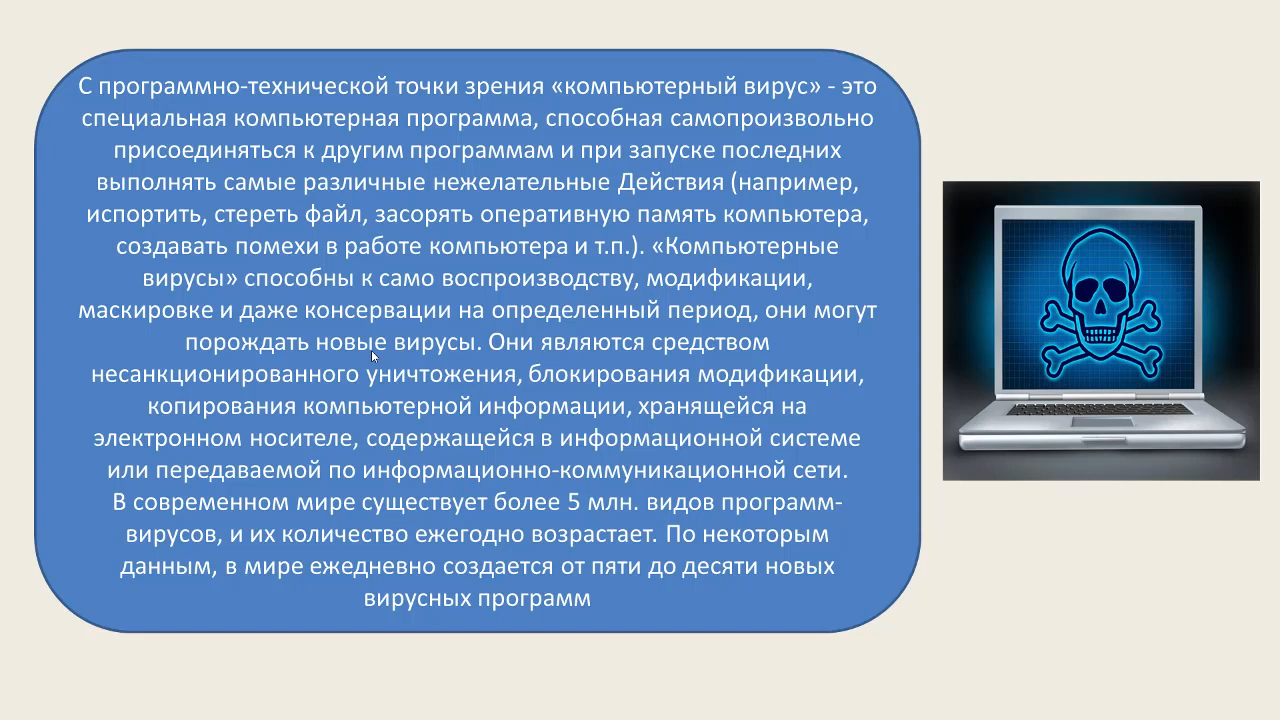 С программно-технической точки зрения «компьютерный вирус» - это
специальная компьютерная программа, способная самопроизвольно
присоединяться к другим программам и при запуске последних
выполнять самые различные нежелательные Действия (например,
испортить, стереть файл, засорять оперативную память компьютера,
создавать помехи в работе компьютера и т.п.). «Компьютерные
вирусы» способны к само воспроизводству, модификации,
маскировке и даже консервации на определенный период, они могут
порождать новые вирусы. Они являются средством
несанкционированного уничтожения, блокирования модификации,
копирования компьютерной информации, хранящейся на
электронном носителе, содержащейся в информационной системе
или передаваемой по информационно-коммуникационной сети.
В современном мире существует более 5 млн. видов программ-
вирусов, и их количество ежегодно возрастает. По некоторым
данным, в мире ежедневно создается от пяти до десяти новых
вирусных программ